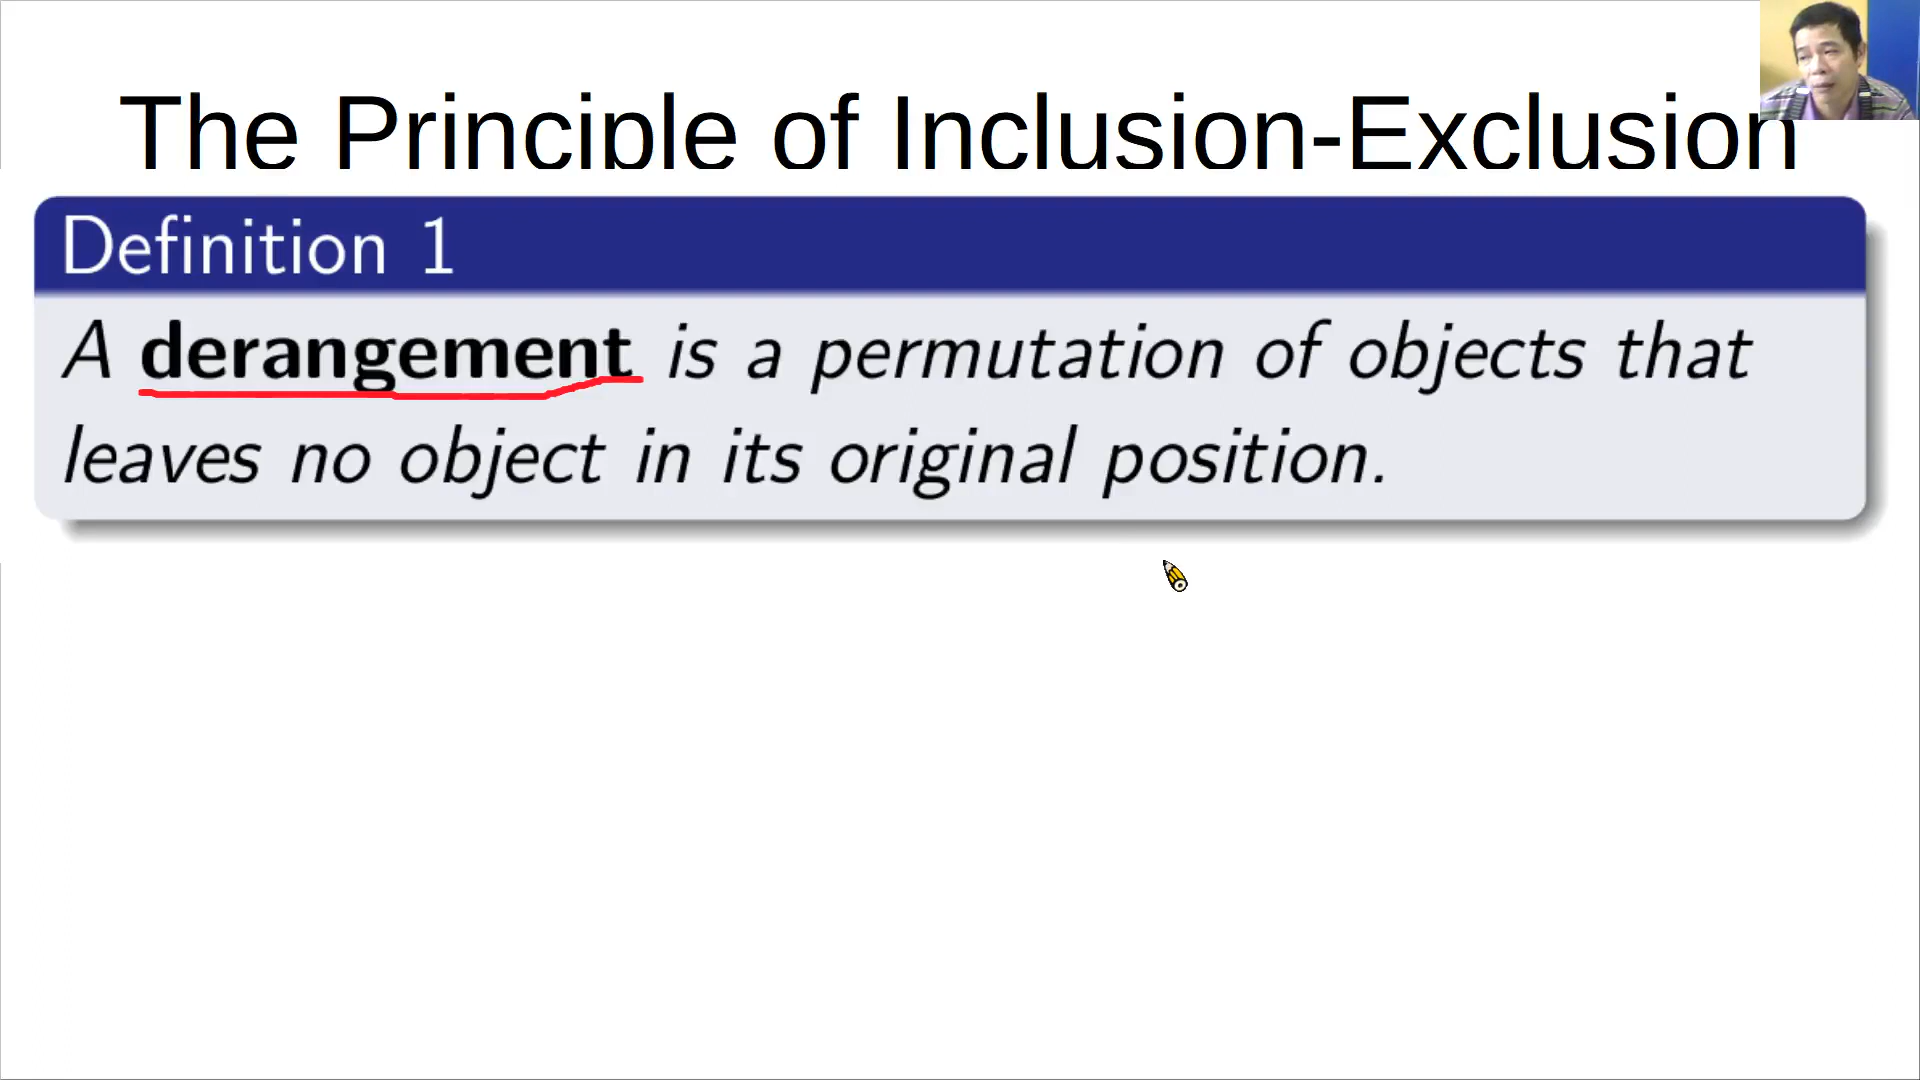 The Principle of Inclusion-Exclusion
Definition 1
A derangement is a permutation of objects that
leaves no object in its original position.